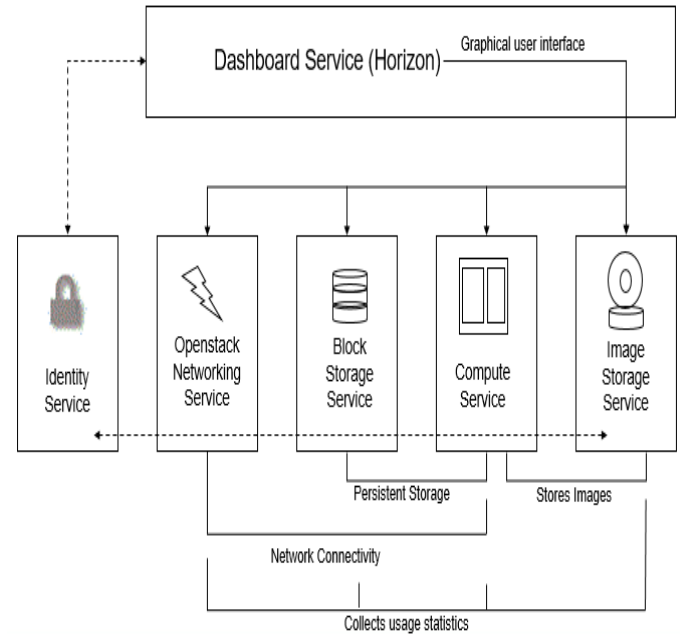 Graphical user interface
Dashboard Service (Horizon)
Identity
Service
Openstack
Networking
Service
Block
Storage
Service
Compute
Service
Image
Storage
Service
Persistent Storage
Stores Images
Network Connectivity
Collects usage statistics